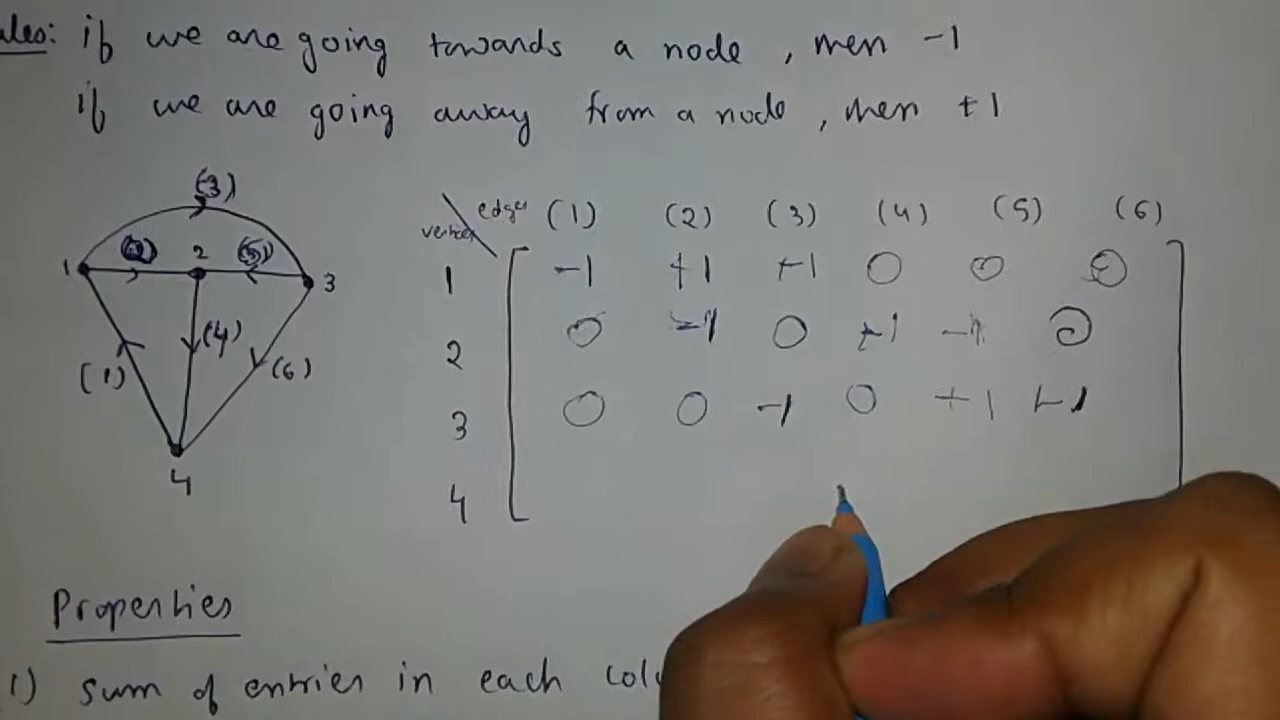 ules: if we are going towards a node, then -1
if we are going away from a node, then +1
(3)
1 (2) 2 (5) 3
(4)
(1) (6)
4
edges (1) (2) (3) (4) (5) (6)
vertex
1 -1 +1 +1 0 0 0
2 0 -1 0 +1 -1 0
3 0 0 -1 0 +1 +1
4
Properties
1) sum of entries in each colu